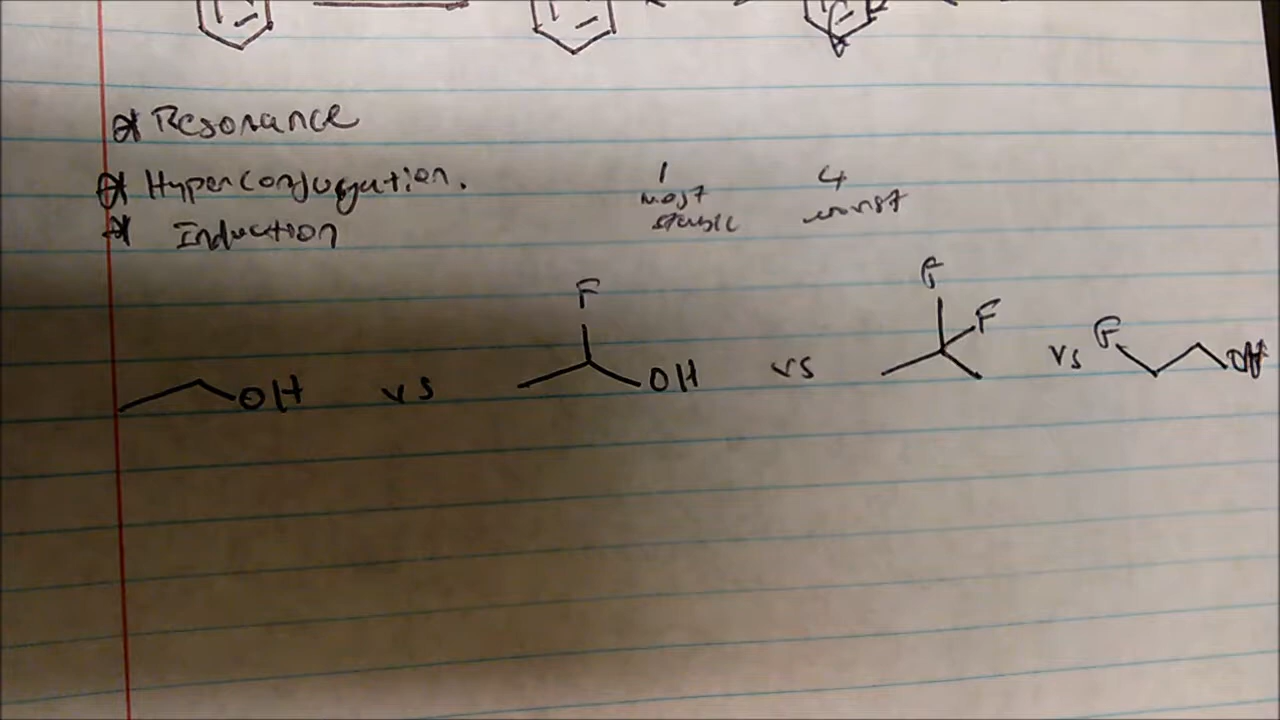 Resonance
Hyperconjugation.
Induction
1
most
stable
4
worst
F
OH
vs
OH
vs
F
F
vs
F
OH